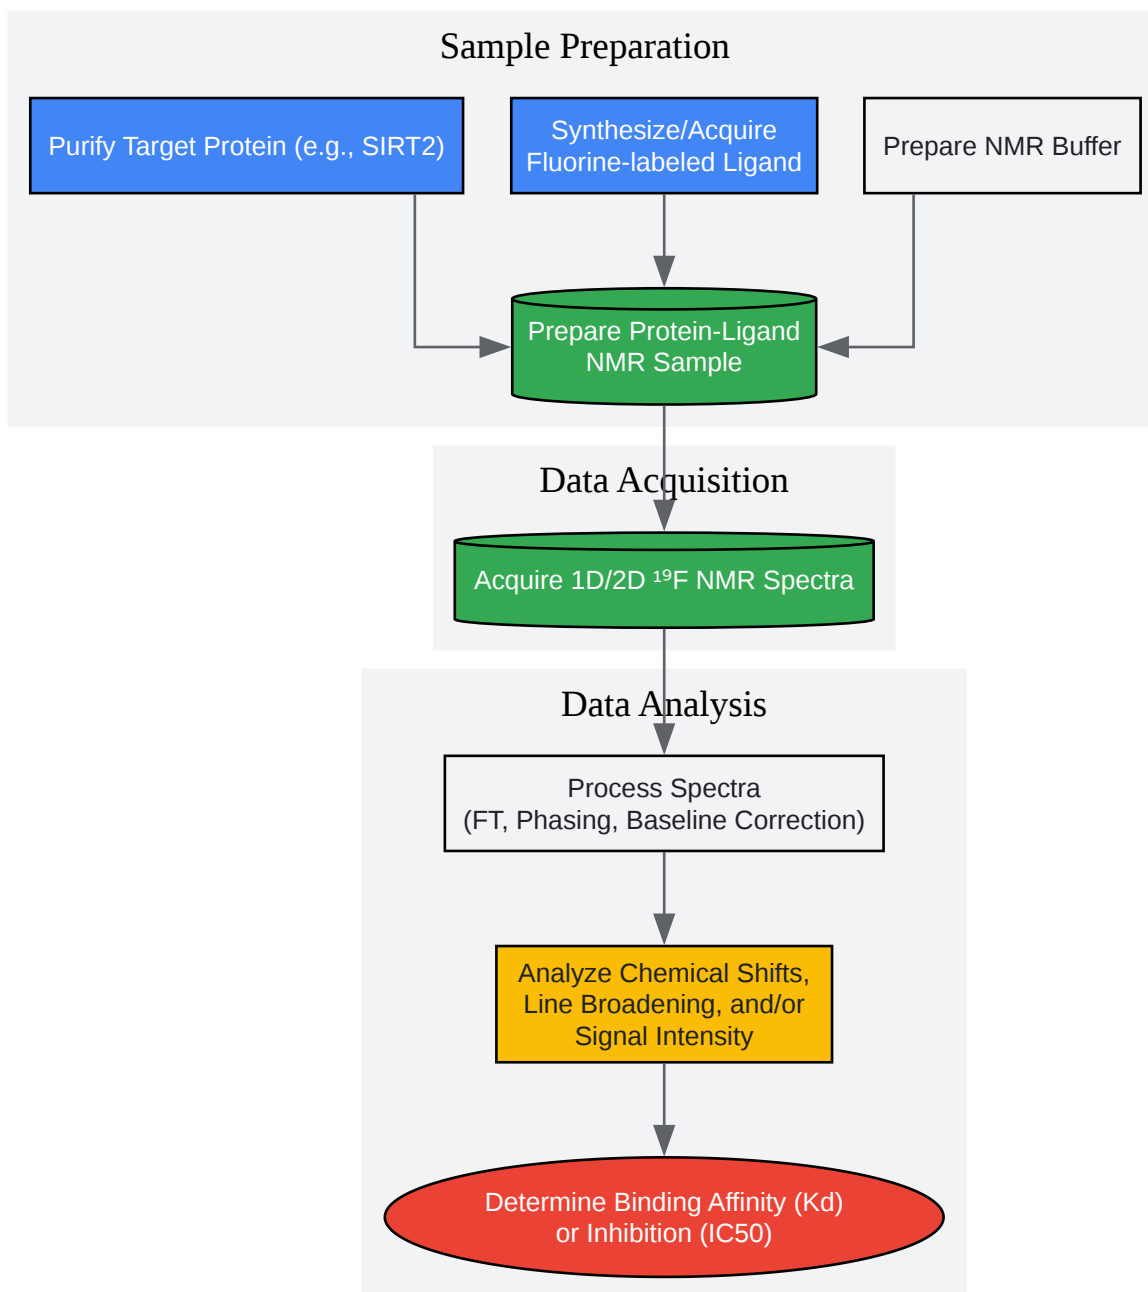 Sample Preparation
Purify Target Protein (e.g., SIRT2)
Synthesize/Acquire
Fluorine-labeled Ligand
Prepare NMR Buffer
Prepare Protein-Ligand
NMR Sample
Data Acquisition
Acquire 1D/2D ¹⁹F NMR Spectra
Data Analysis
Process Spectra
(FT, Phasing, Baseline Correction)
Analyze Chemical Shifts,
Line Broadening, and/or
Signal Intensity
Determine Binding Affinity (Kd)
or Inhibition (IC50)